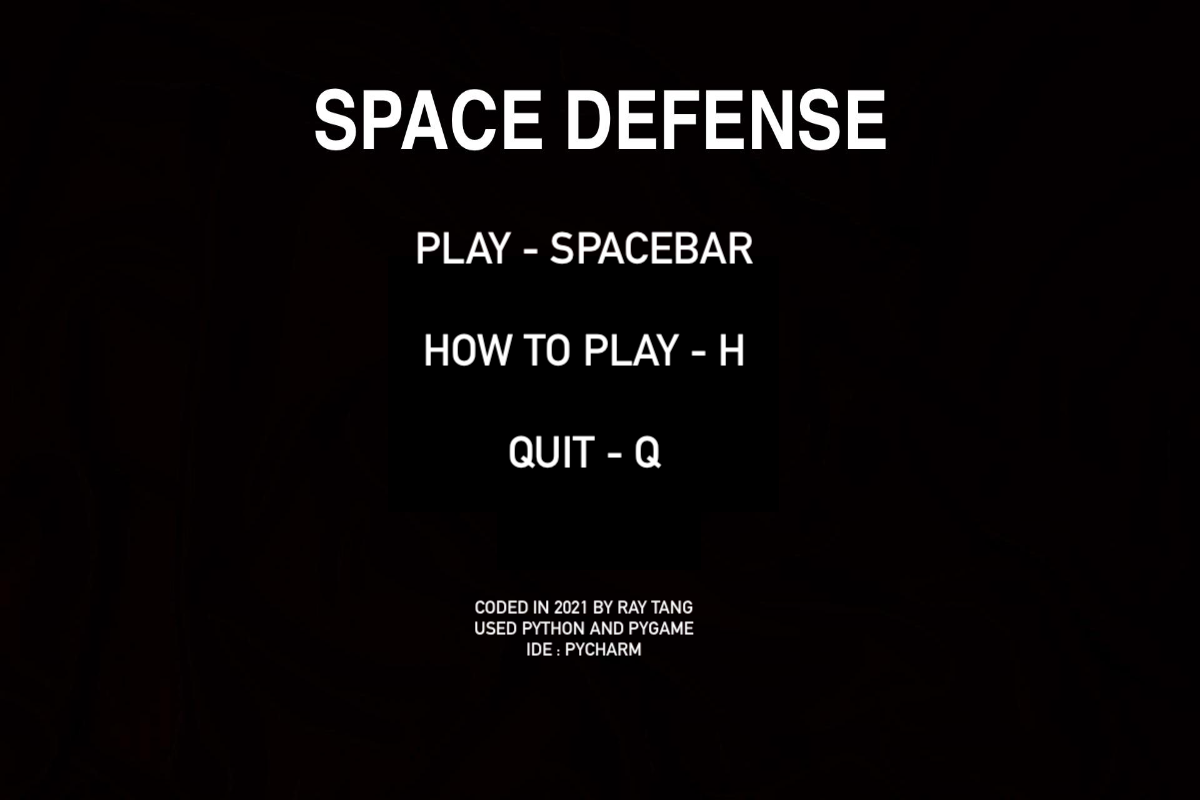 SPACE DEFENSE
PLAY - SPACEBAR
HOW TO PLAY - H
QUIT - Q
CODED IN 2021 BY RAY TANG
USED PYTHON AND PYGAME
IDE : PYCHARM